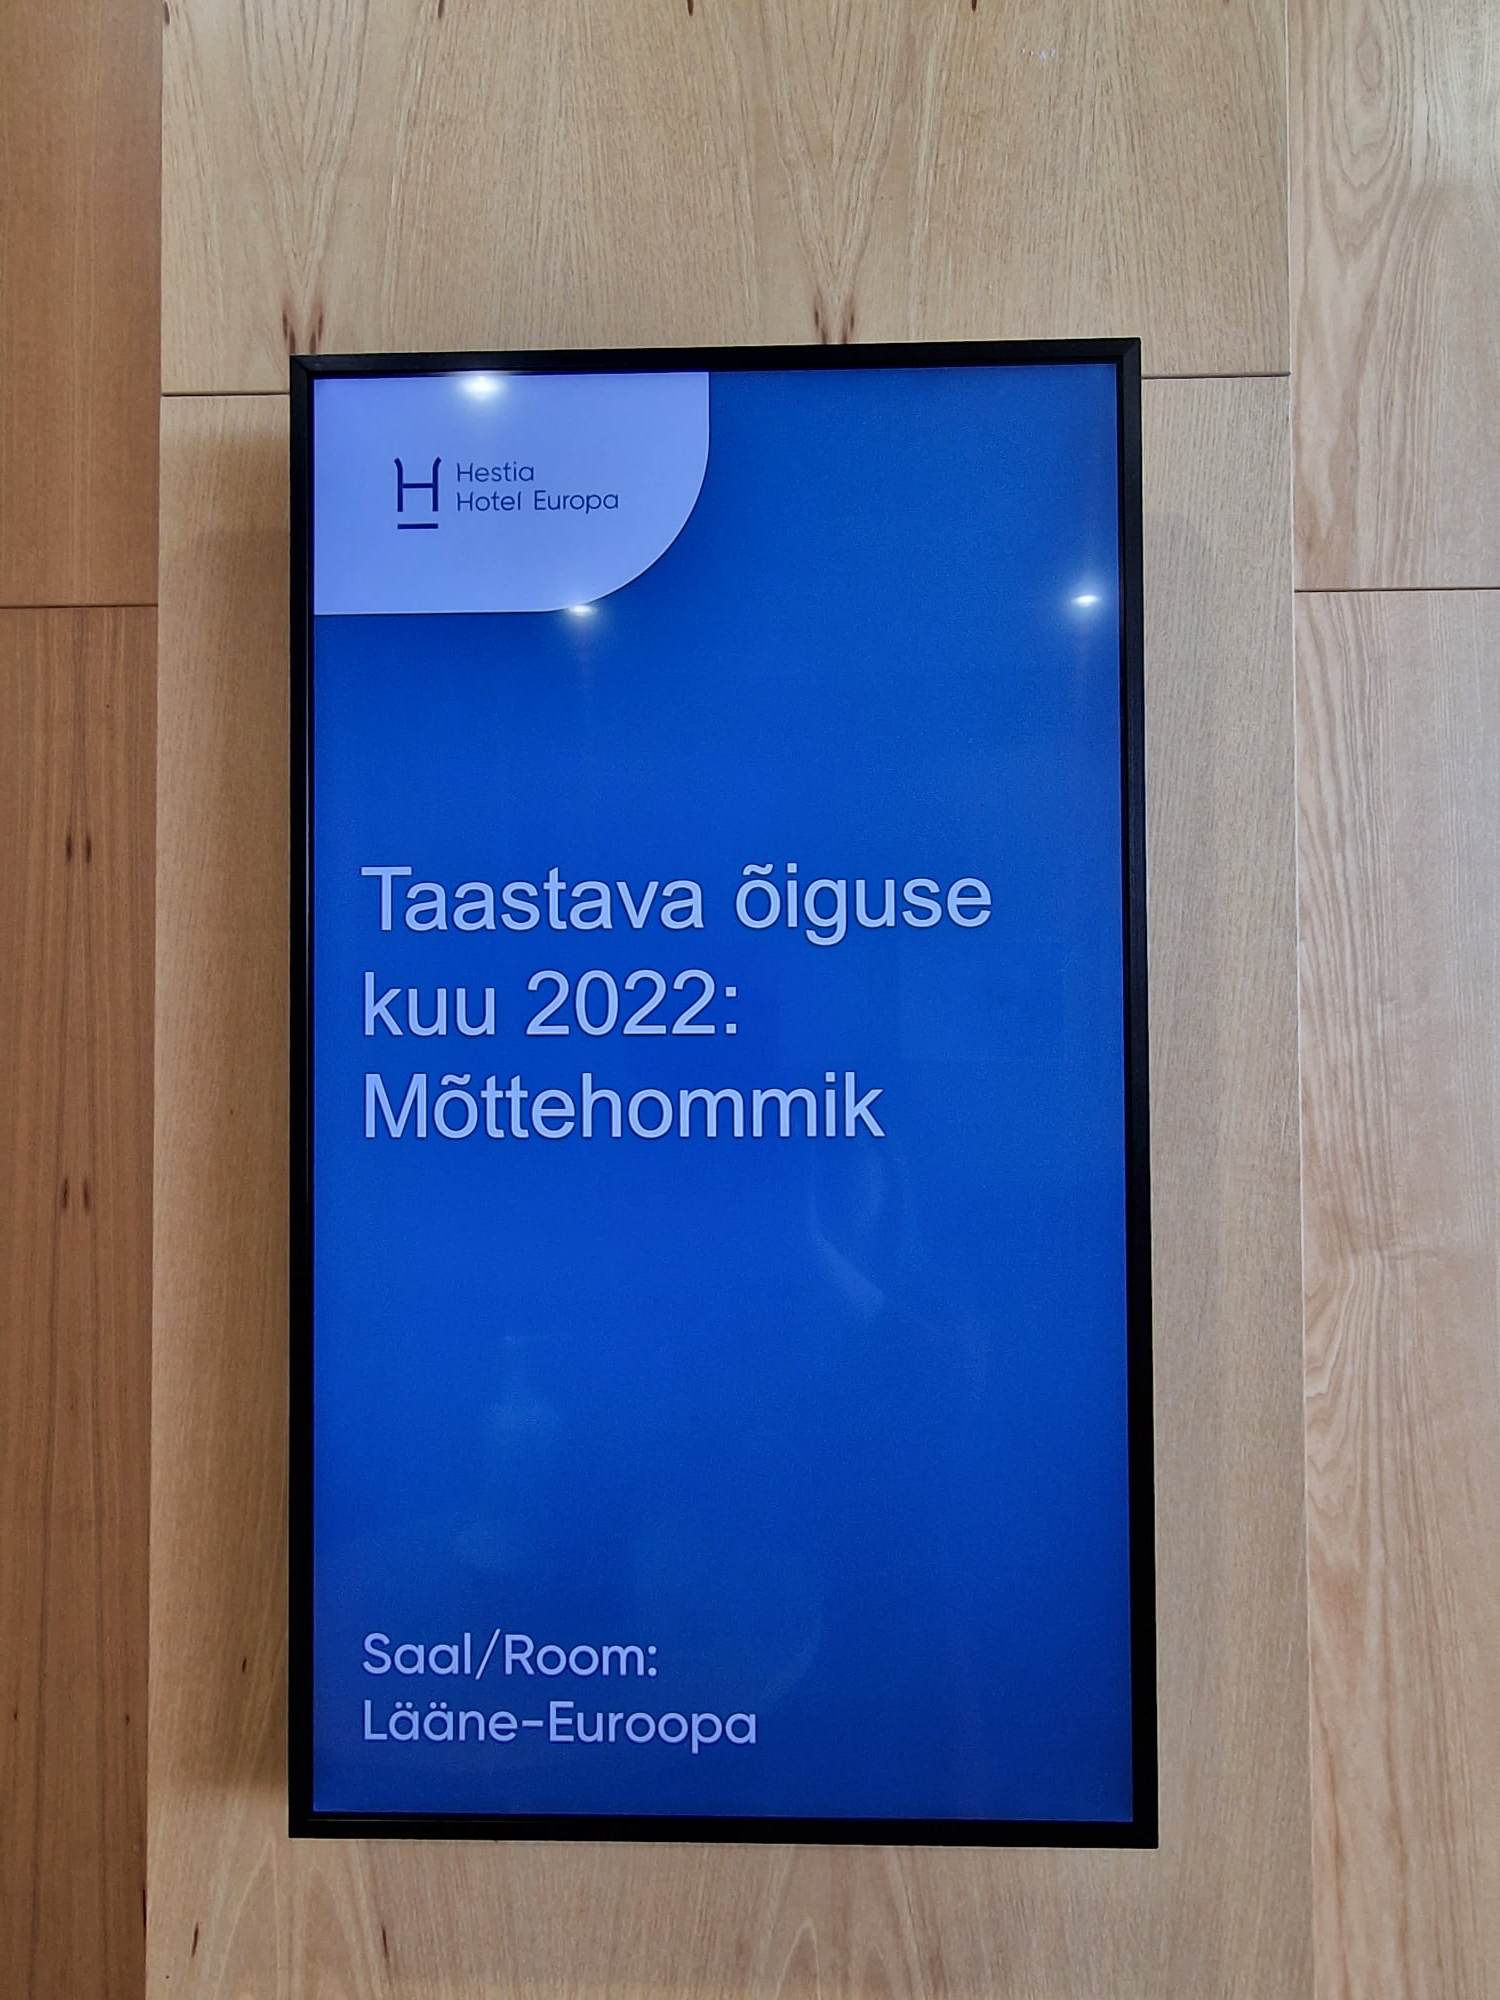 Hestia
Hotel Europa
Taastava õiguse
kuu 2022:
Mõttehommik
Saal/Room:
Lääne-Euroopa